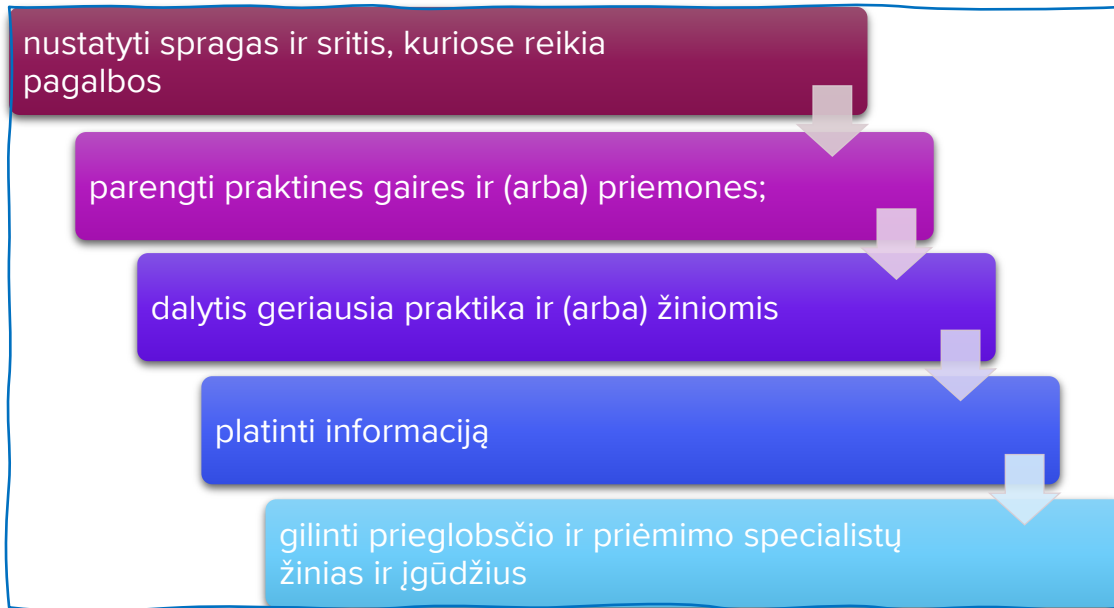 nustatyti spragas ir sritis, kuriose reikia
pagalbos
parengti praktines gaires ir (arba) priemones;
dalytis geriausia praktika ir (arba) žiniomis
platinti informaciją
gilinti prieglobsčio ir priėmimo specialistų
žinias ir įgūdžius